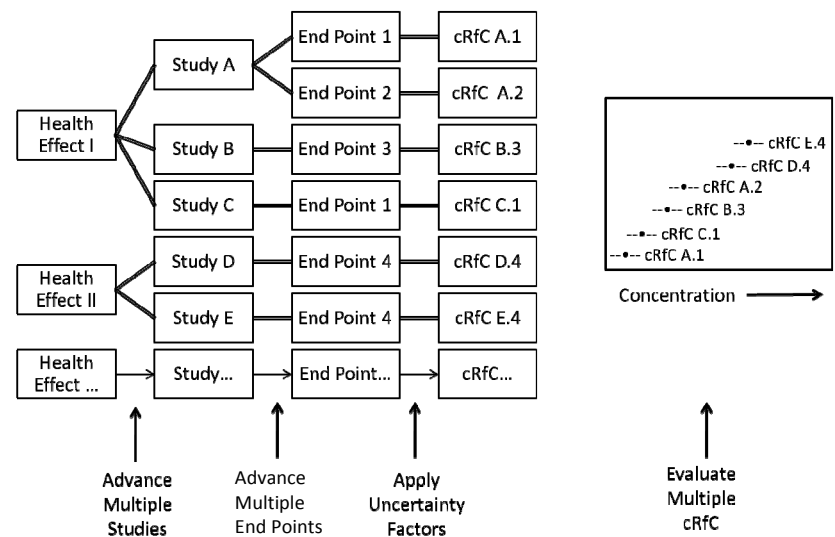 Health
Effect I
Study A
End Point 1
cRfC A.1
End Point 2
cRfC A.2
Study B
End Point 3
cRfC B.3
Study C
End Point 1
cRfC C.1
Health
Effect II
Study D
End Point 4
cRfC D.4
Study E
End Point 4
cRfC E.4
Health
Effect ...
Study...
End Point...
cRfC...
Advance
Multiple
Studies
Advance
Multiple
End Points
Apply
Uncertainty
Factors
cRfC E.4
cRfC D.4
cRfC A.2
cRfC B.3
cRfC C.1
cRfC A.1
Concentration
Evaluate
Multiple
cRfC